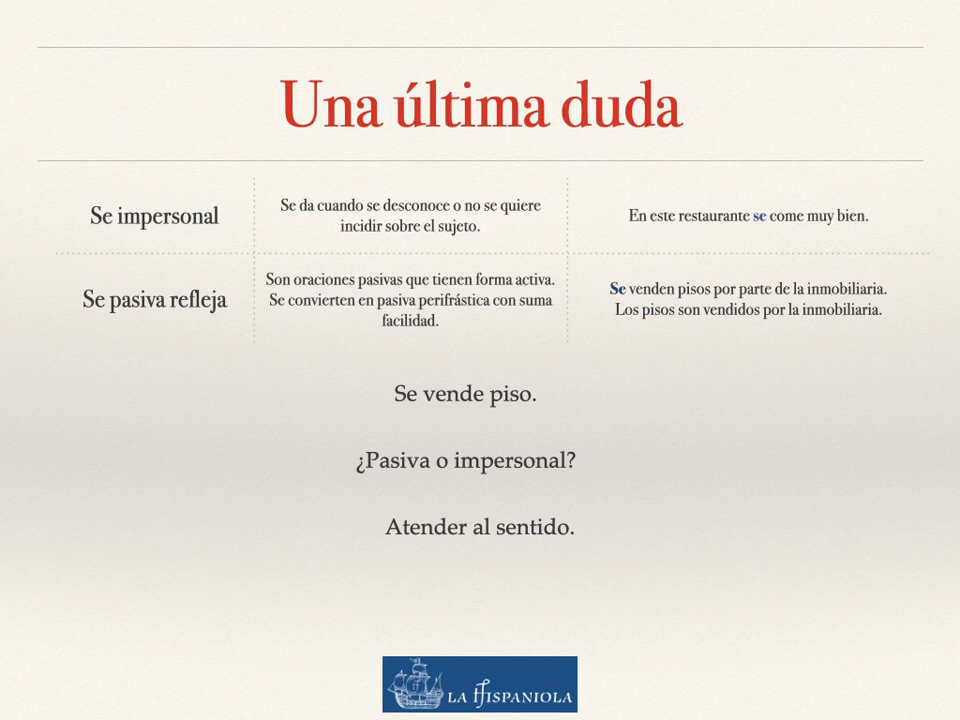 Una última duda
Se impersonal
Se da cuando se desconoce o no se quiere
incidir sobre el sujeto.
En este restaurante se come muy bien.
Se pasiva refleja
Son oraciones pasivas que tienen forma activa.
Se convierten en pasiva perifrástica con suma
facilidad.
Se venden pisos por parte de la inmobiliaria.
Los pisos son vendidos por la inmobiliaria.
Se vende piso.
¿Pasiva o impersonal?
Atender al sentido.
LA HISPANIOLA